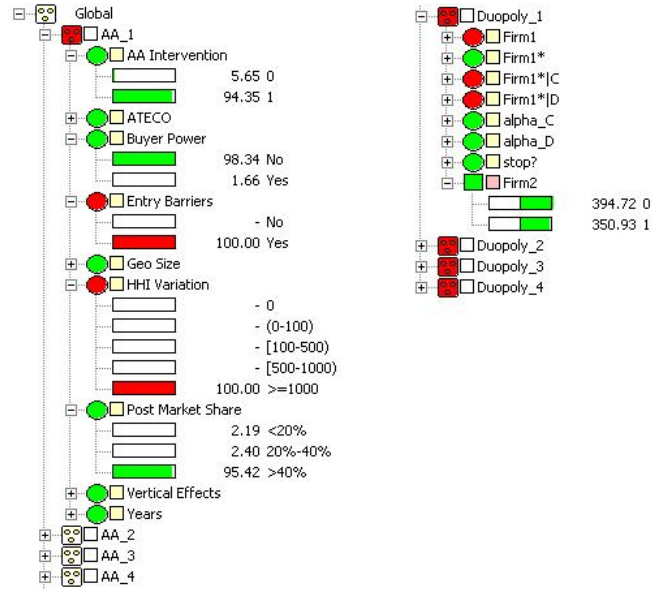 Global
AA_1
AA Intervention
5.65 0
94.35 1
ATECO
Buyer Power
98.34 No
1.66 Yes
Entry Barriers
- No
100.00 Yes
Geo Size
HHI Variation
- 0
- (0-100)
- [100-500)
- [500-1000)
100.00 >=1000
Post Market Share
2.19 <20%
2.40 20%-40%
95.42 >40%
Vertical Effects
Years
AA_2
AA_3
AA_4
Duopoly_1
Firm1
Firm1*
Firm1*|C
Firm1*|D
alpha_C
alpha_D
stop?
Firm2
394.72 0
350.93 1
Duopoly_2
Duopoly_3
Duopoly_4